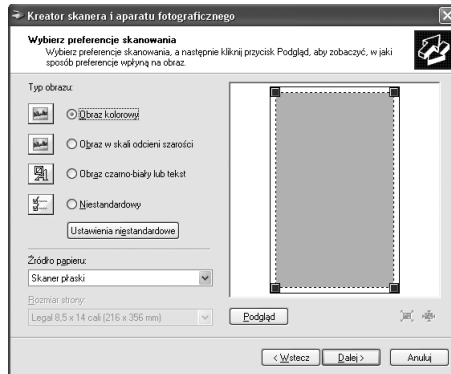 Kreator skanera i aparatu fotograficznego
Wybierz preferencje skanowania
Wybierz preferencje skanowania, a następnie kliknij przycisk Podgląd, aby zobaczyć, w jaki
sposób preferencje wpłyną na obraz.
Typ obrazu:
Obraz kolorowy
Obraz w skali odcieni szarości
Obraz czarno-biały lub tekst
Niestandardowy
Ustawienia niestandardowe
Źródło papieru:
Skaner płaski
Rozmiar strony:
Legal 8,5 x 14 cali (216 x 356 mm)
Podgląd
< Wstecz
Dalej >
Anuluj